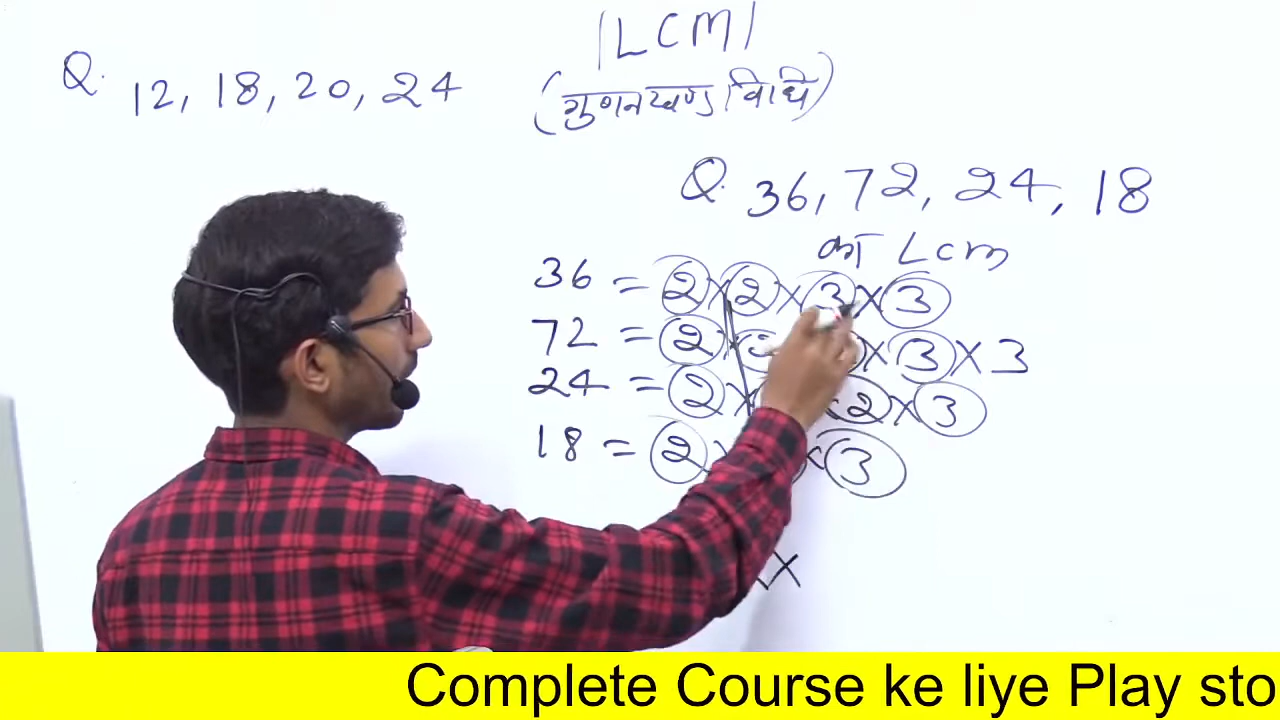 |LCM|
(गुणनखण्ड विधि)
Q. 12, 18, 20, 24
Q. 36, 72, 24, 18
का LCM
36 = 2 × 2 × 3 × 3
72 = 2 × 3 × 3
24 = 2 × 2 × 3
18 = 2 × 3
Complete Course ke liye Play sto